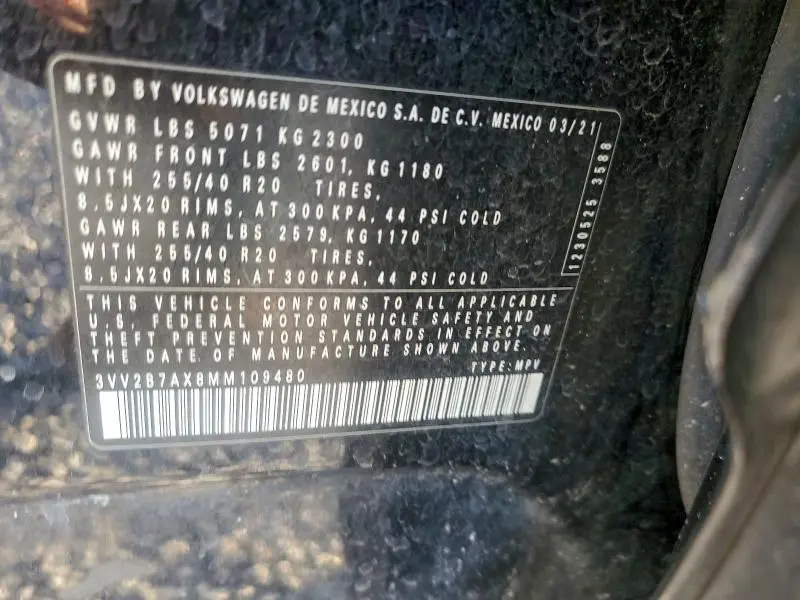 MFD BY VOLKSWAGEN DE MEXICO S.A. DE C.V. MEXICO 03/21
GVWR LBS 5071 KG 2300
GAWR FRONT LBS 2601, KG 1180
WITH 255/40 R20 TIRES,
8,5JX20 RIMS, AT 300 KPA, 44 PSI COLD
GAWR REAR LBS 2579, KG 1170
WITH 255/40 R20 TIRES,
8,5JX20 RIMS, AT 300 KPA, 44 PSI COLD
1230525 3588
THIS VEHICLE CONFORMS TO ALL APPLICABLE
U.S. FEDERAL MOTOR VEHICLE SAFETY AND
THEFT PREVENTION STANDARDS IN EFFECT ON
THE DATE OF MANUFACTURE SHOWN ABOVE.
3VV2B7AX8MM109480 TYPE: MPV